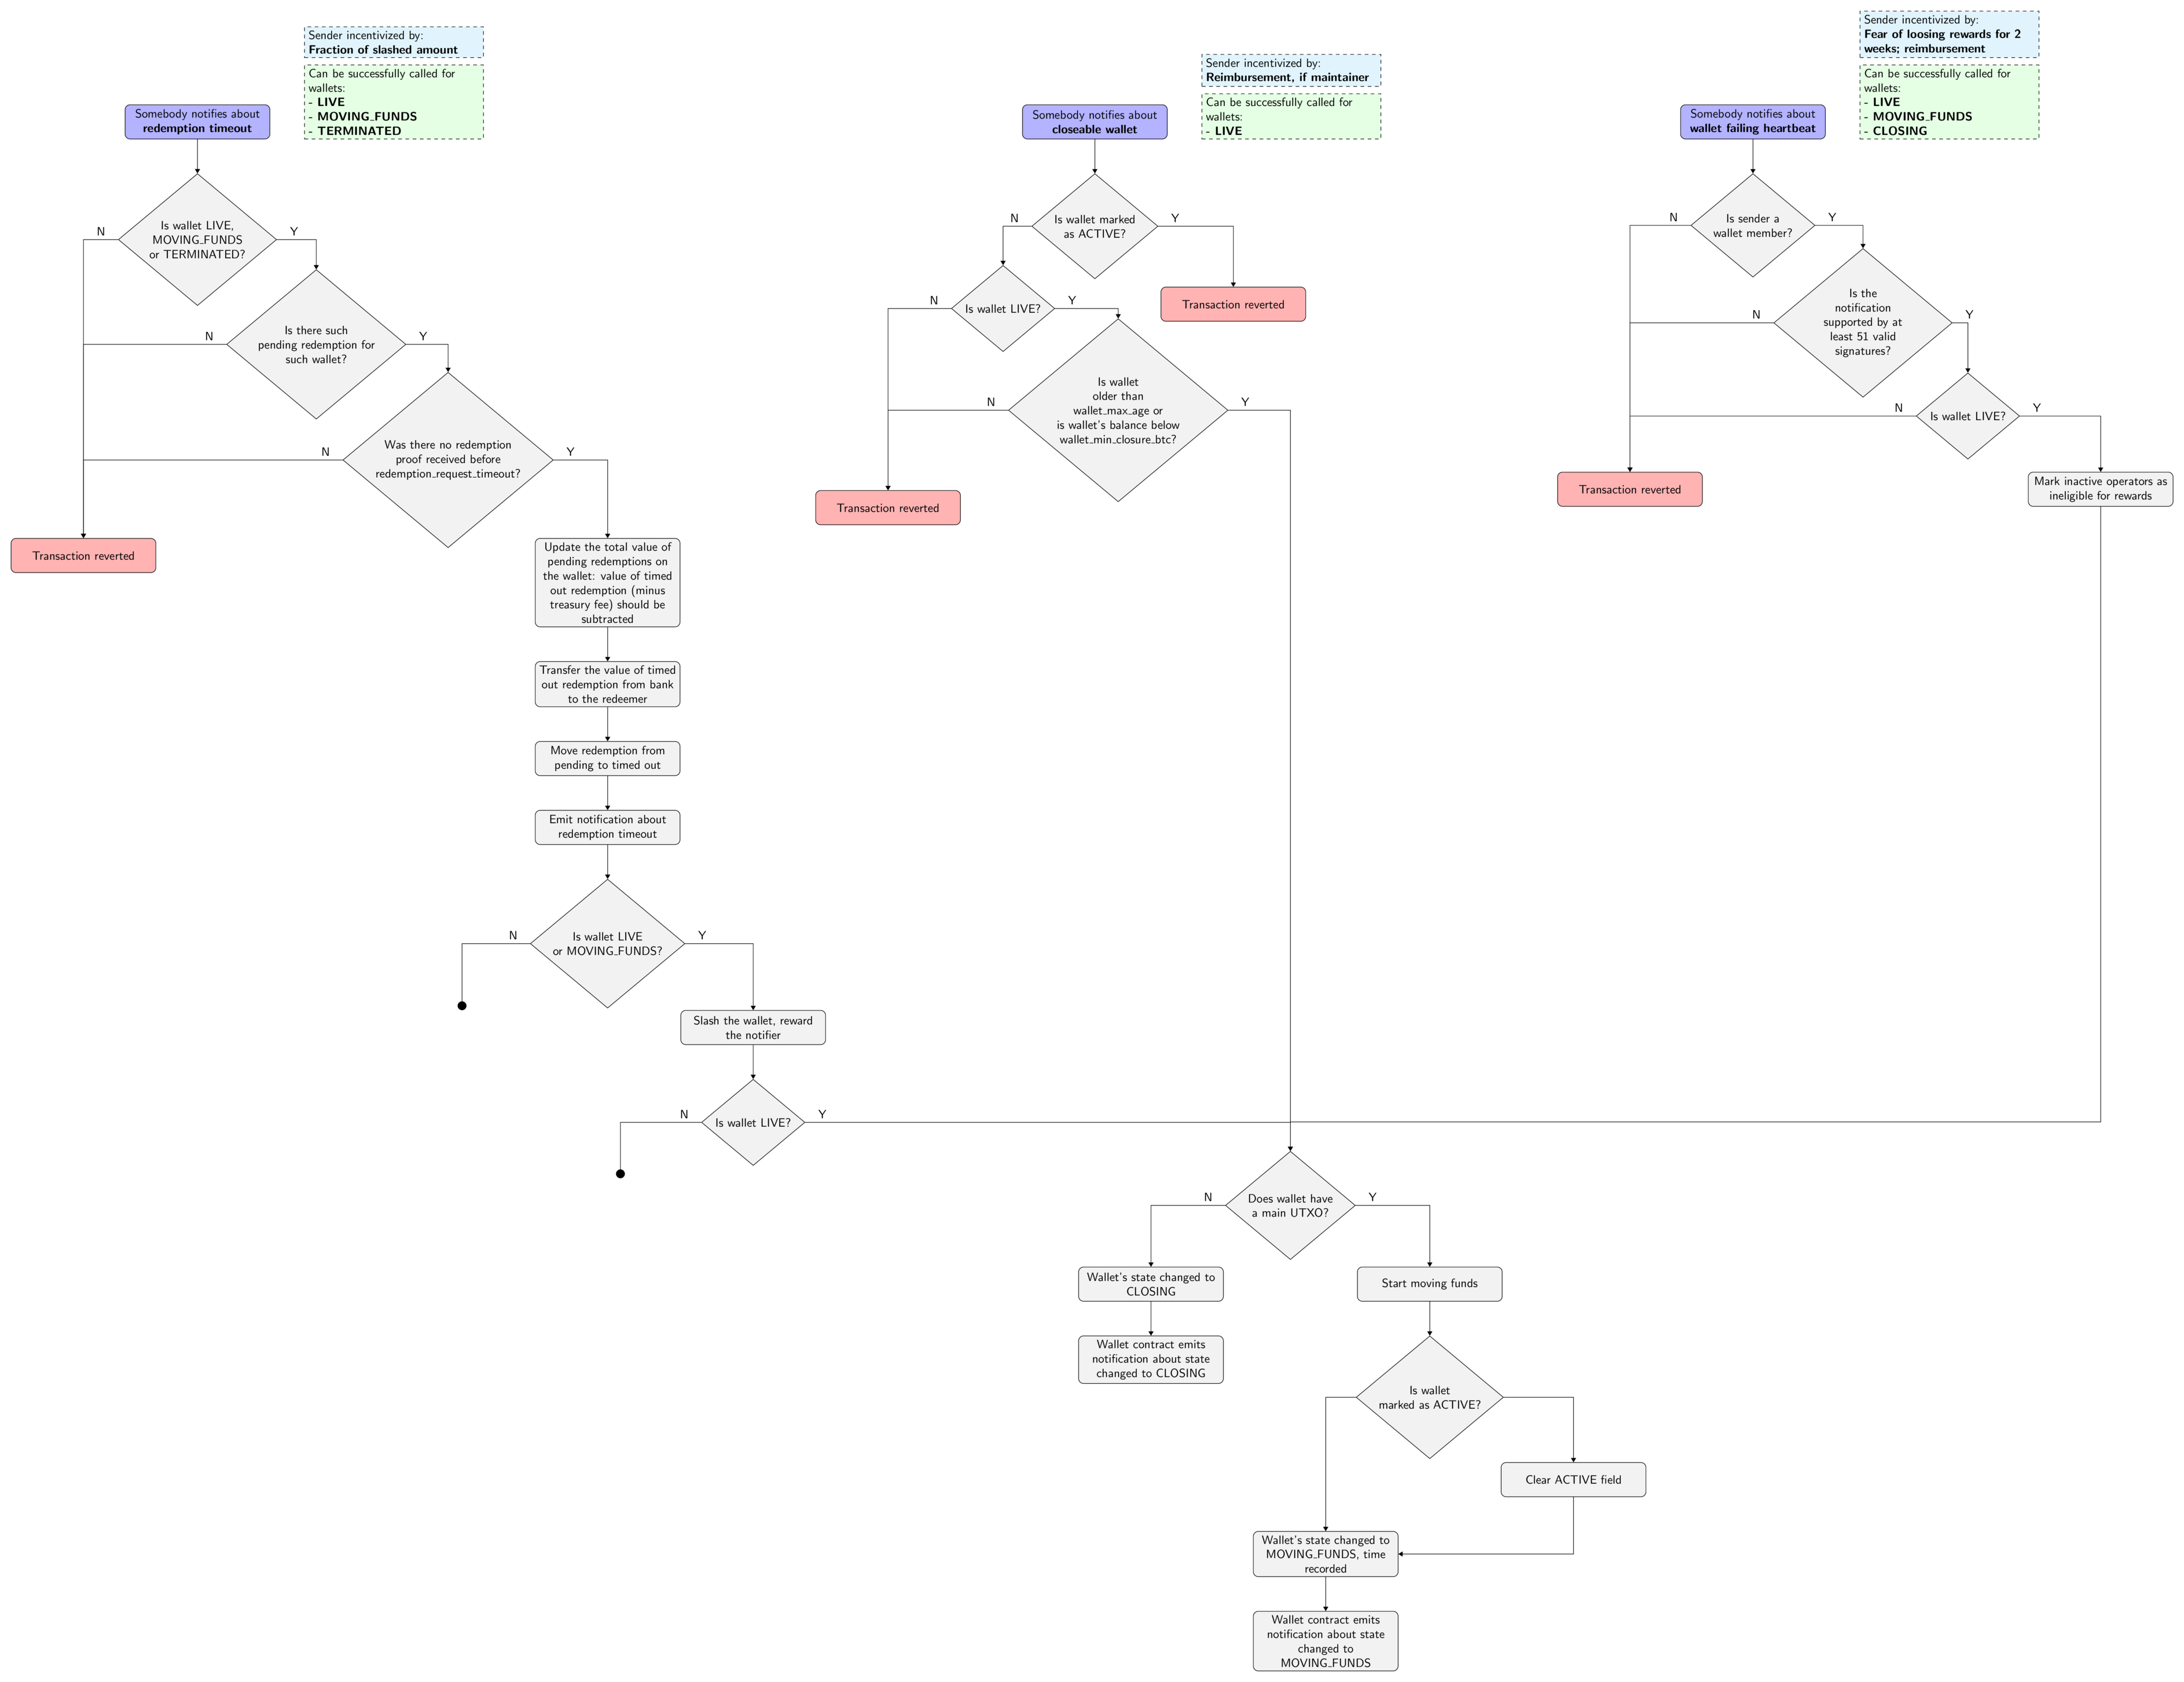 Sender incentivized by:
Fraction of slashed amount
Can be successfully called for
wallets:
- LIVE
- MOVING_FUNDS
- TERMINATED
Somebody notifies about
redemption timeout
Is wallet LIVE,
MOVING_FUNDS
or TERMINATED?
N
Y
Is there such
pending redemption for
such wallet?
N
Y
Was there no redemption
proof received before
redemption_request_timeout?
N
Y
Transaction reverted
Update the total value of
pending redemptions on
the wallet: value of timed
out redemption (minus
treasury fee) should be
subtracted
Transfer the value of timed
out redemption from bank
to the redeemer
Move redemption from
pending to timed out
Emit notification about
redemption timeout
Is wallet LIVE
or MOVING_FUNDS?
N
Y
Slash the wallet, reward
the notifier
Is wallet LIVE?
N
Y
Sender incentivized by:
Reimbursement, if maintainer
Can be successfully called for
wallets:
- LIVE
Somebody notifies about
closeable wallet
Is wallet marked
as ACTIVE?
N
Y
Transaction reverted
Is wallet LIVE?
N
Y
Is wallet
older than
wallet_max_age or
is wallet's balance below
wallet_min_closure_btc?
N
Y
Transaction reverted
Sender incentivized by:
Fear of loosing rewards for 2
weeks; reimbursement
Can be successfully called for
wallets:
- LIVE
- MOVING_FUNDS
- CLOSING
Somebody notifies about
wallet failing heartbeat
Is sender a
wallet member?
N
Y
Is the
notification
supported by at
least 51 valid
signatures?
N
Y
Is wallet LIVE?
N
Y
Transaction reverted
Mark inactive operators as
ineligible for rewards
Does wallet have
a main UTXO?
N
Y
Wallet's state changed to
CLOSING
Wallet contract emits
notification about state
changed to CLOSING
Start moving funds
Is wallet
marked as ACTIVE?
Clear ACTIVE field
Wallet's state changed to
MOVING_FUNDS, time
recorded
Wallet contract emits
notification about state
changed to
MOVING_FUNDS